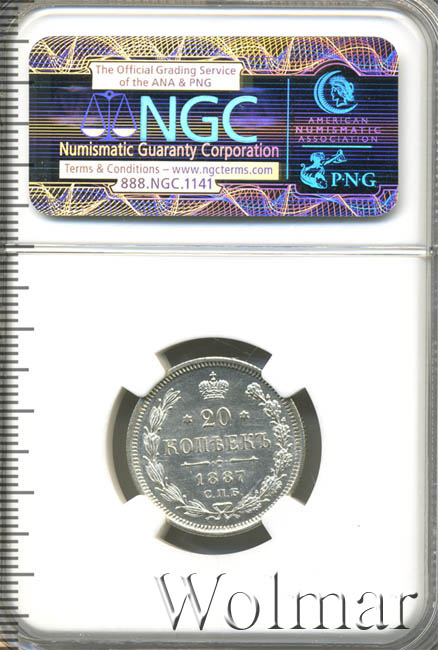 The Official Grading Service
of the ANA & PNG
NGC
Numismatic Guaranty Corporation
Terms & Conditions – www.ngcterms.com
888.NGC.1141
AMERICAN
NUMISMATIC
ASSOCIATION
P·N·G
* 20 *
КОПѢЕКЪ
1887
С.П.Б
Wolmar